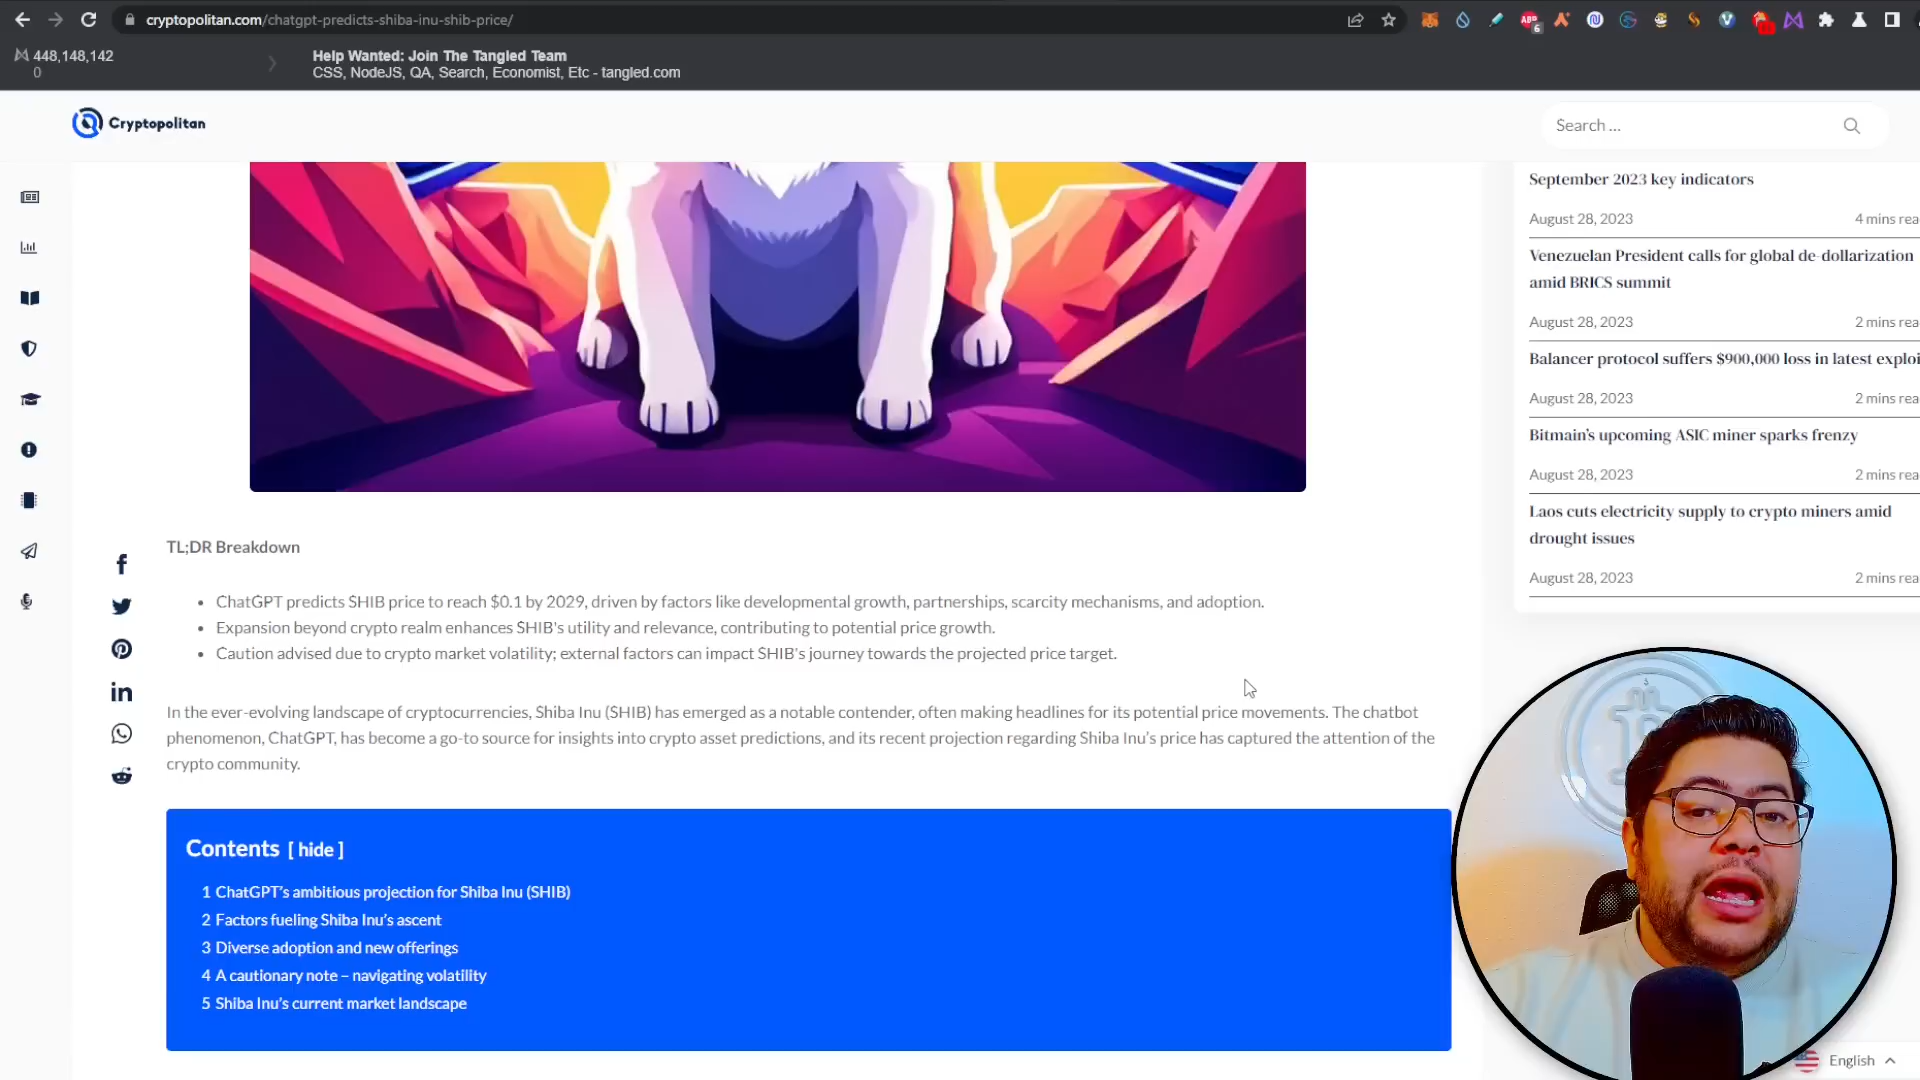 cryptopolitan.com/chatgpt-predicts-shiba-inu-shib-price/
ABP
6
448,148,142
0
Help Wanted: Join The Tangled Team
CSS, NodeJS, QA, Search, Economist, Etc - tangled.com
Cryptopolitan
Search ...
September 2023 key indicators
August 28, 2023 4 mins rea
Venezuelan President calls for global de-dollarization
amid BRICS summit
August 28, 2023 2 mins rea
Balancer protocol suffers $900,000 loss in latest exploi
August 28, 2023 2 mins rea
Bitmain's upcoming ASIC miner sparks frenzy
August 28, 2023 2 mins rea
Laos cuts electricity supply to crypto miners amid
drought issues
August 28, 2023 2 mins rea
TL;DR Breakdown
• ChatGPT predicts SHIB price to reach $0.1 by 2029, driven by factors like developmental growth, partnerships, scarcity mechanisms, and adoption.
• Expansion beyond crypto realm enhances SHIB's utility and relevance, contributing to potential price growth.
• Caution advised due to crypto market volatility; external factors can impact SHIB's journey towards the projected price target.
In the ever-evolving landscape of cryptocurrencies, Shiba Inu (SHIB) has emerged as a notable contender, often making headlines for its potential price movements. The chatbot
phenomenon, ChatGPT, has become a go-to source for insights into crypto asset predictions, and its recent projection regarding Shiba Inu's price has captured the attention of the
crypto community.
Contents [ hide ]
1 ChatGPT's ambitious projection for Shiba Inu (SHIB)
2 Factors fueling Shiba Inu's ascent
3 Diverse adoption and new offerings
4 A cautionary note – navigating volatility
5 Shiba Inu's current market landscape
English